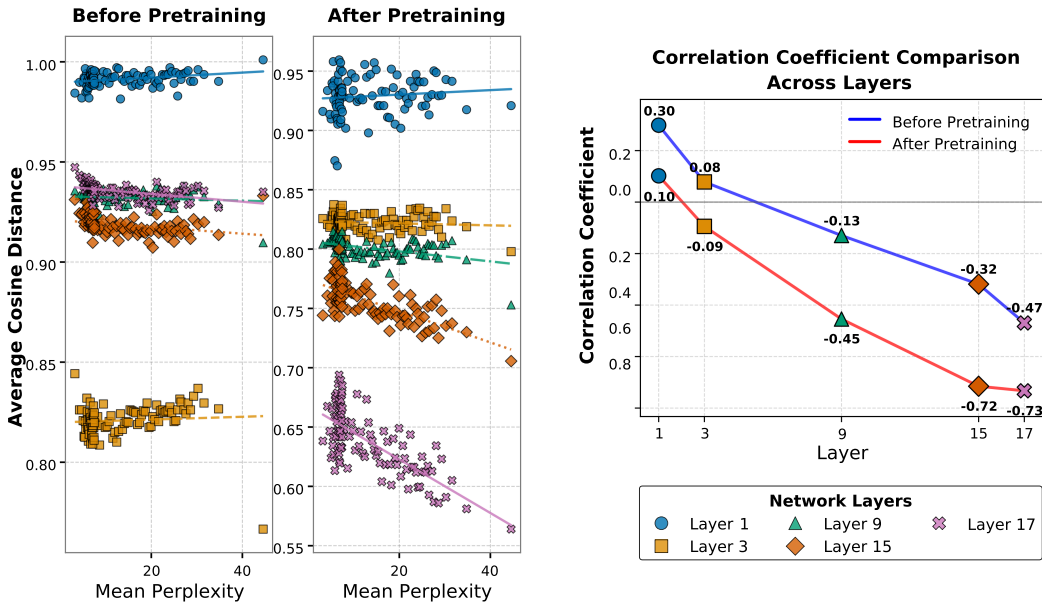 Before Pretraining
After Pretraining
Average Cosine Distance
1.00
0.95
0.90
0.85
0.80
20
40
Mean Perplexity
0.95
0.90
0.85
0.80
0.75
0.70
0.65
0.60
0.55
20
40
Mean Perplexity
Correlation Coefficient Comparison
Across Layers
Correlation Coefficient
0.2
0.0
0.2
0.4
0.6
0.8
0.30
0.08
-0.13
-0.32
-0.47
0.10
-0.09
-0.45
-0.72
-0.73
Before Pretraining
After Pretraining
1
3
9
15
17
Layer
Network Layers
Layer 1
Layer 9
Layer 17
Layer 3
Layer 15